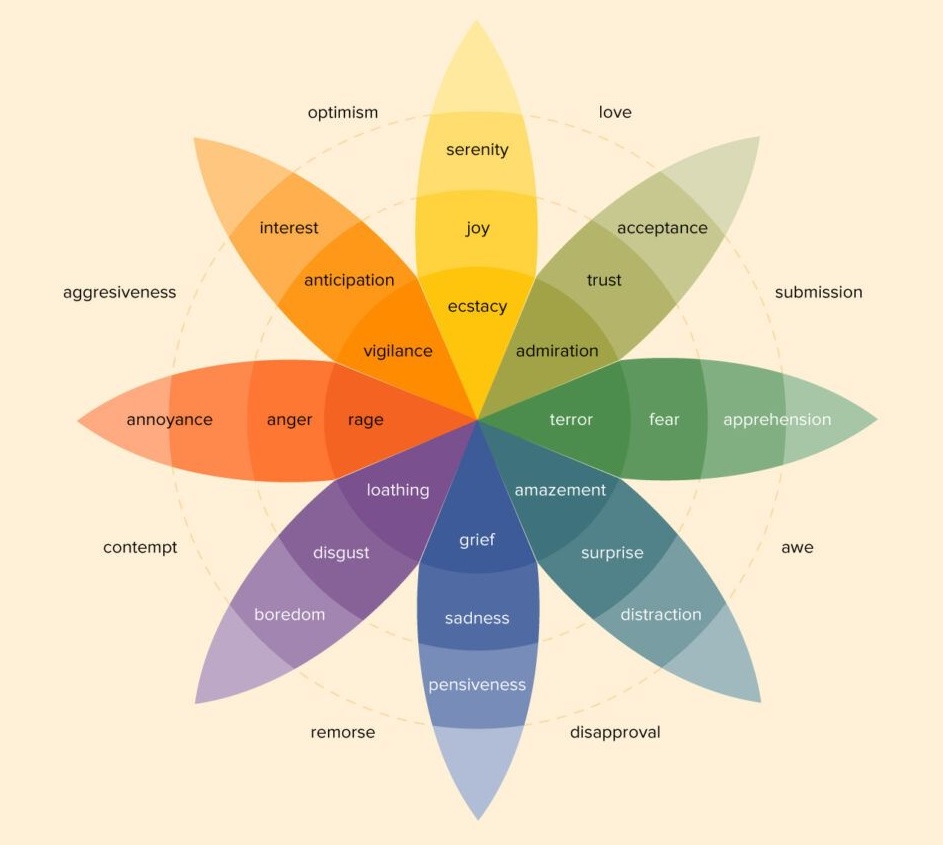 optimism
love
serenity
interest
joy
acceptance
anticipation
trust
aggresiveness
submission
ecstacy
vigilance
admiration
annoyance
anger
rage
terror
fear
apprehension
loathing
amazement
grief
contempt
awe
disgust
surprise
boredom
sadness
distraction
pensiveness
remorse
disapproval